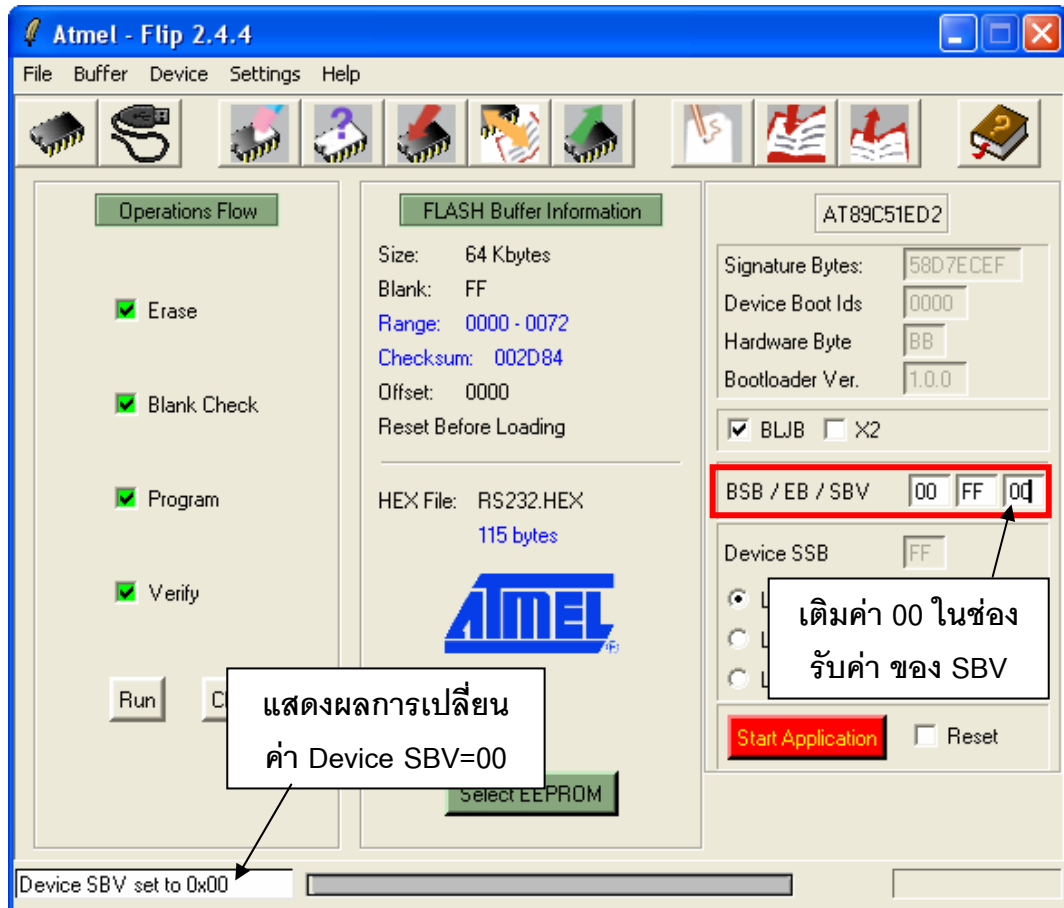 Atmel - Flip 2.4.4
File Buffer Device Settings Help
Operations Flow
Erase
Blank Check
Program
Verify
Run
FLASH Buffer Information
Size: 64 Kbytes
Blank: FF
Range: 0000 - 0072
Checksum: 002D84
Offset: 0000
Reset Before Loading
HEX File: RS232.HEX
115 bytes
ATMEL
Select EEPROM
AT89C51ED2
Signature Bytes: 58D7ECEF
Device Boot Ids 0000
Hardware Byte BB
Bootloader Ver. 1.0.0
BLJB X2
BSB / EB / SBV 00 FF 00
Device SSB FF
เติมค่า 00 ในช่อง
รับค่า ของ SBV
Start Application Reset
แสดงผลการเปลี่ยน
ค่า Device SBV=00
Device SBV set to 0x00